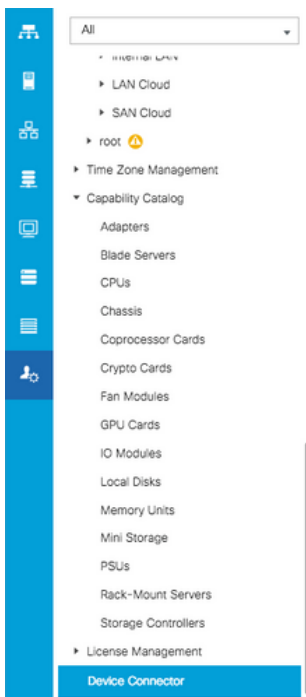 All
Internal LAN
LAN Cloud
SAN Cloud
root
Time Zone Management
Capability Catalog
Adapters
Blade Servers
CPUs
Chassis
Coprocessor Cards
Crypto Cards
Fan Modules
GPU Cards
IO Modules
Local Disks
Memory Units
Mini Storage
PSUs
Rack-Mount Servers
Storage Controllers
License Management
Device Connector